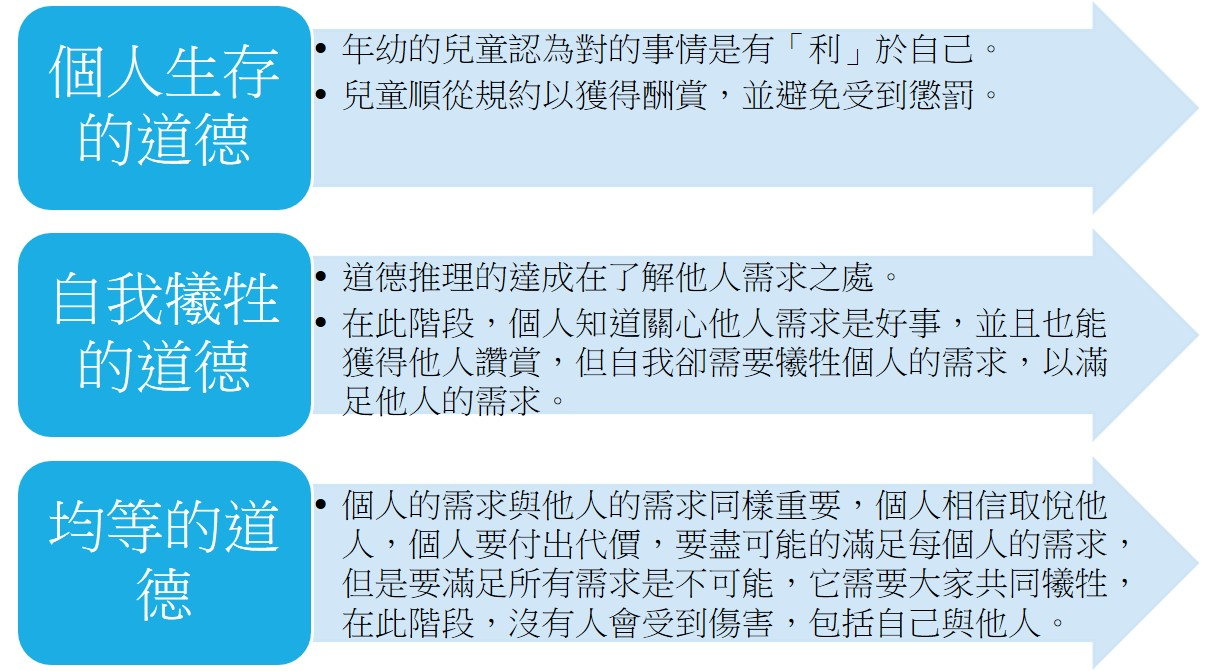 個人生存
的道德
• 年幼的兒童認為對的事情是有「利」於自己。
• 兒童順從規約以獲得酬賞，並避免受到懲罰。
自我犧牲
的道德
• 道德推理的達成在了解他人需求之處。
• 在此階段，個人知道關心他人需求是好事，並且也能
獲得他人讚賞，但自我卻需要犧牲個人的需求，以滿
足他人的需求。
均等的道
德
• 個人的需求與他人的需求同樣重要，個人相信取悅他
人，個人要付出代價，要盡可能的滿足每個人的需求，
但是要滿足所有需求是不可能，它需要大家共同犧牲，
在此階段，沒有人會受到傷害，包括自己與他人。